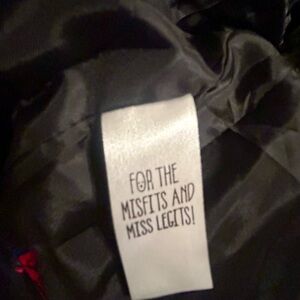 FOR THE
MISFITS AND
MISS LEGITS!